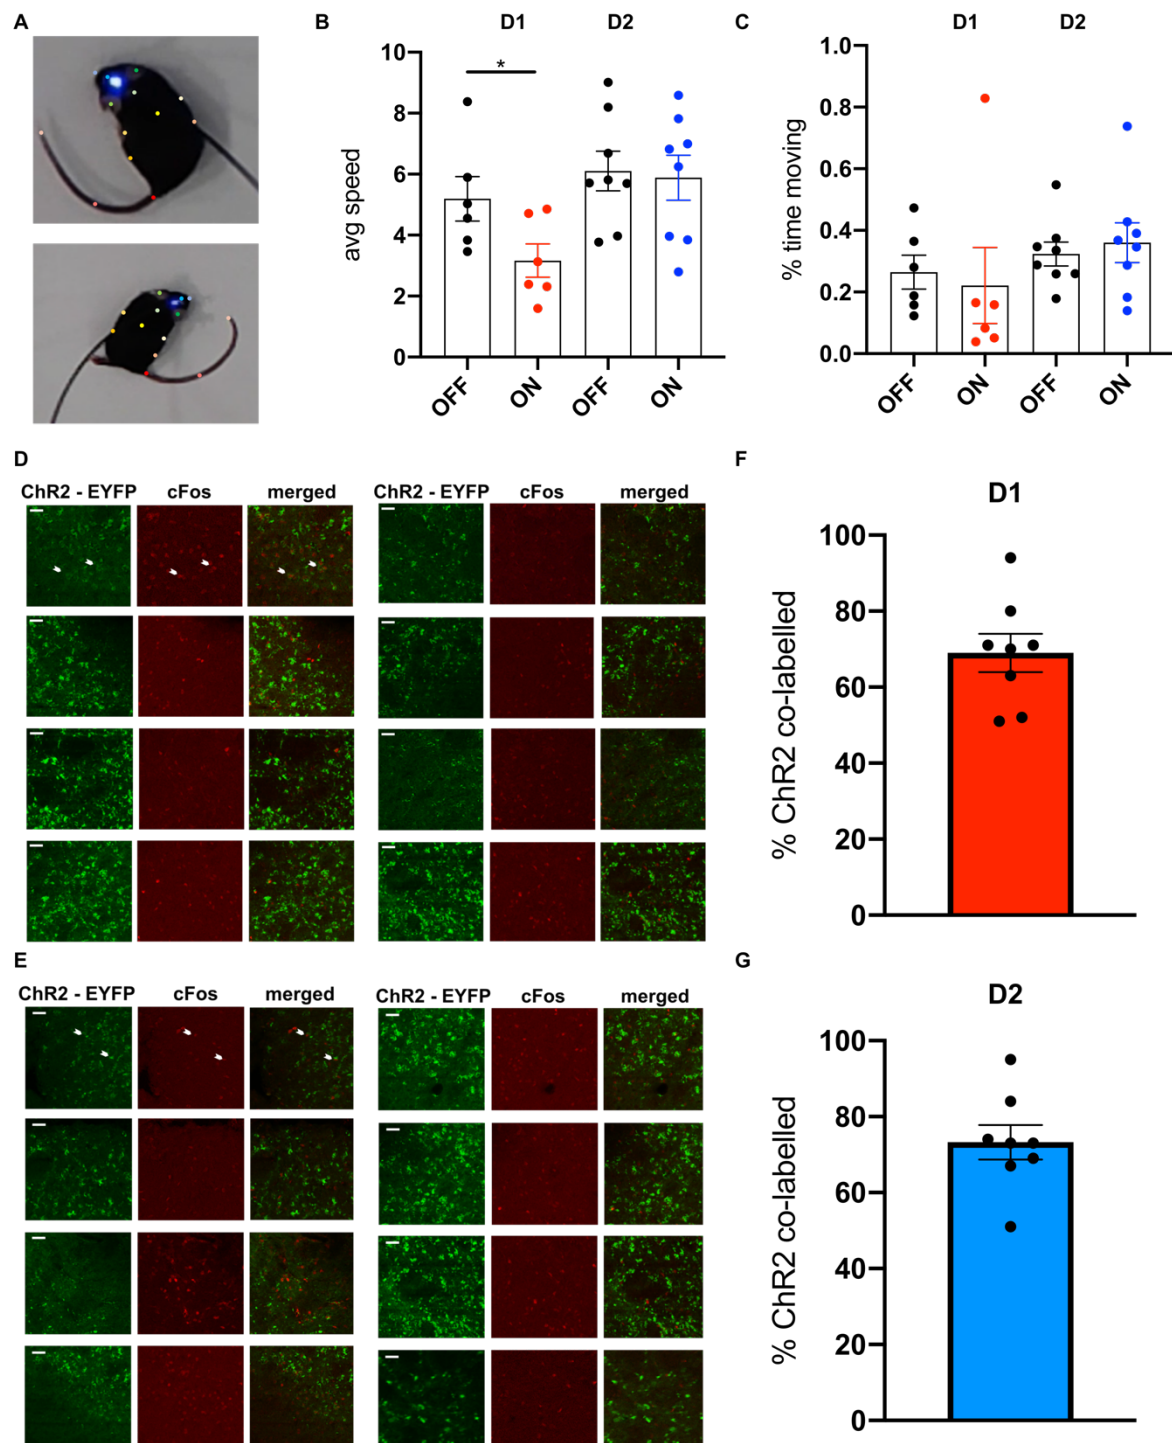 A
B
D1
D2
C
D1
D2
10
8
6
4
2
0
avg speed
*
OFF
ON
OFF
ON
1.0
0.8
0.6
0.4
0.2
0.0
% time moving
OFF
ON
OFF
ON
D
ChR2 - EYFP
cFos
merged
ChR2 - EYFP
cFos
merged
F
D1
100
80
60
40
20
0
% ChR2 co-labelled
E
ChR2 - EYFP
cFos
merged
ChR2 - EYFP
cFos
merged
G
D2
100
80
60
40
20
0
% ChR2 co-labelled